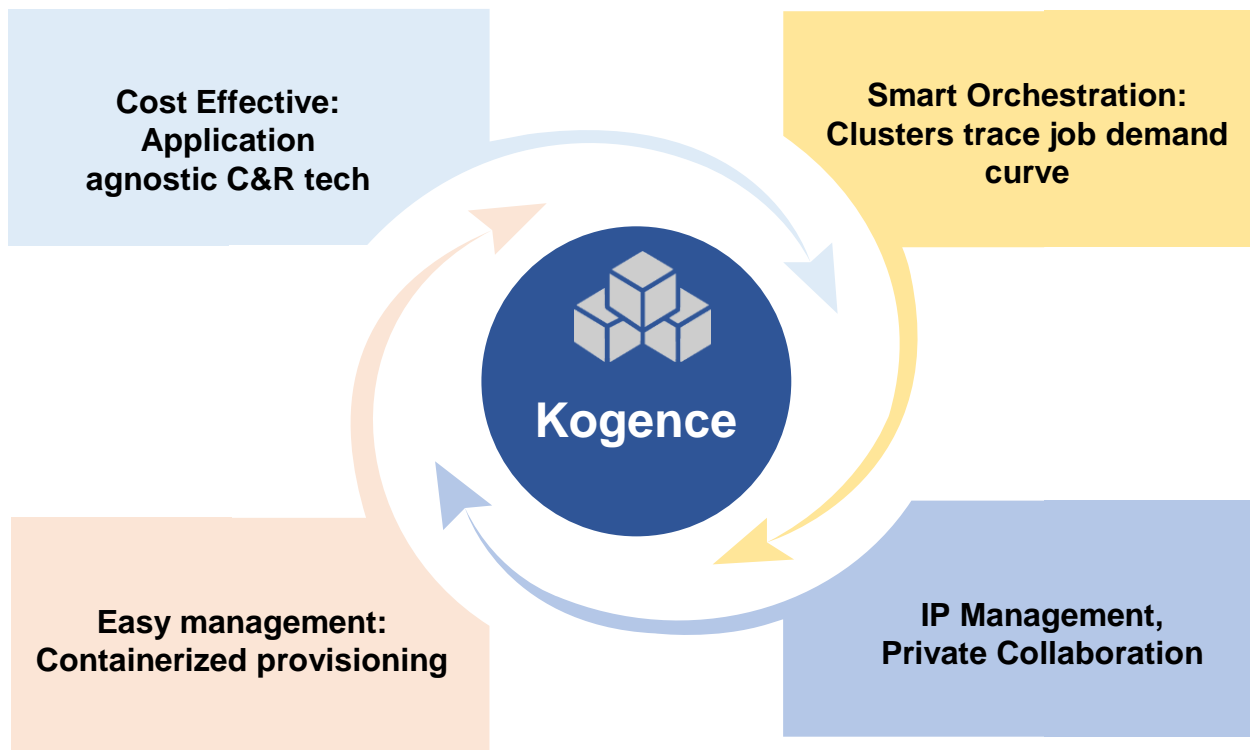 Cost Effective:
Application
agnostic C&R tech
Smart Orchestration:
Clusters trace job demand
curve
Kogence
Easy management:
Containerized provisioning
IP Management,
Private Collaboration